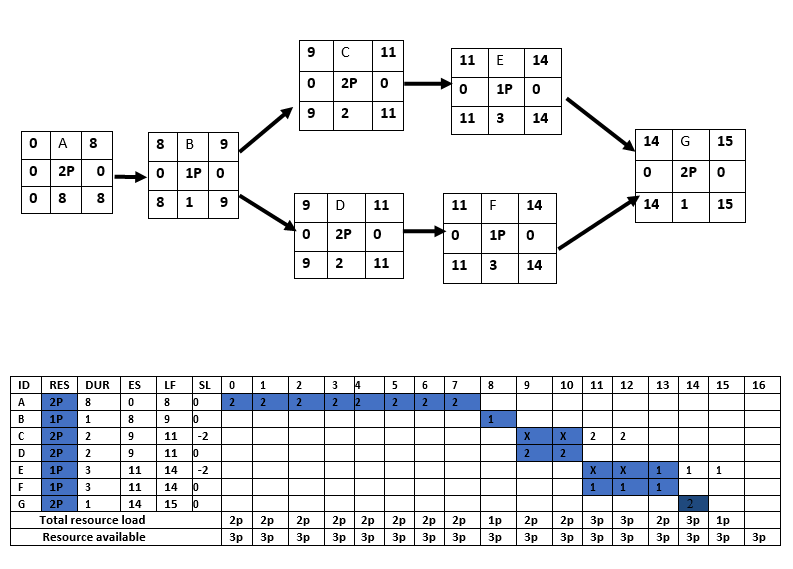 9 C 11
0 2P 0
9 2 11
11 E 14
0 1P 0
11 3 14
0 A 8
0 2P 0
0 8 8
8 B 9
0 1P 0
8 1 9
14 G 15
0 2P 0
14 1 15
9 D 11
0 2P 0
9 2 11
11 F 14
0 1P 0
11 3 14
ID RES DUR ES LF SL 0 1 2 3 4 5 6 7 8 9 10 11 12 13 14 15 16
A 2P 8 0 8 0 2 2 2 2 2 2 2 2
B 1P 1 8 9 0 1
C 2P 2 9 11 -2 X X 2 2
D 2P 2 9 11 0 2 2
E 1P 3 11 14 -2 X X 1 1 1
F 1P 3 11 14 0 1 1 1
G 2P 1 14 15 0 2
Total resource load 2p 2p 2p 2p 2p 2p 2p 2p 1p 2p 2p 3p 3p 2p 3p 1p
Resource available 3p 3p 3p 3p 3p 3p 3p 3p 3p 3p 3p 3p 3p 3p 3p 3p 3p